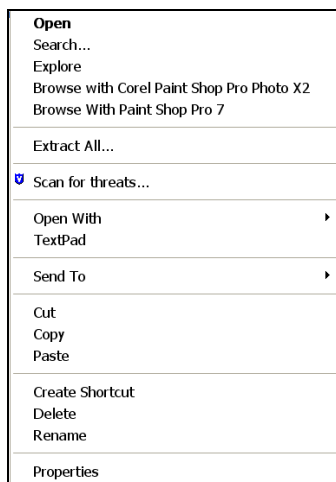 Open
Search...
Explore
Browse with Corel Paint Shop Pro Photo X2
Browse With Paint Shop Pro 7
Extract All...
Scan for threats...
Open With
TextPad
Send To
Cut
Copy
Paste
Create Shortcut
Delete
Rename
Properties